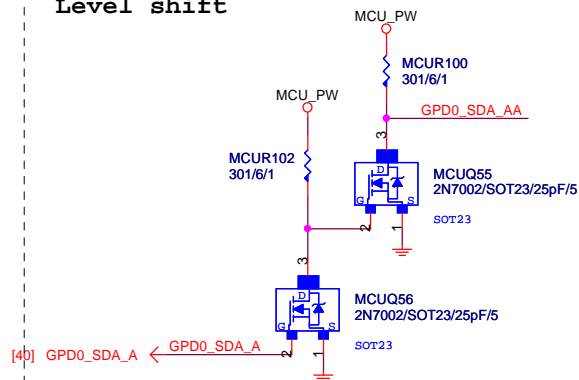 Level shift
MCU_PW
MCUR100
301/6/1
GPD0_SDA_AA
MCU_PW
MCUR102
301/6/1
3
D
G
S
2
1
MCUQ55
2N7002/SOT23/25pF/5
SOT23
3
D
G
S
2
1
MCUQ56
2N7002/SOT23/25pF/5
SOT23
[40] GPD0_SDA_A
GPD0_SDA_A